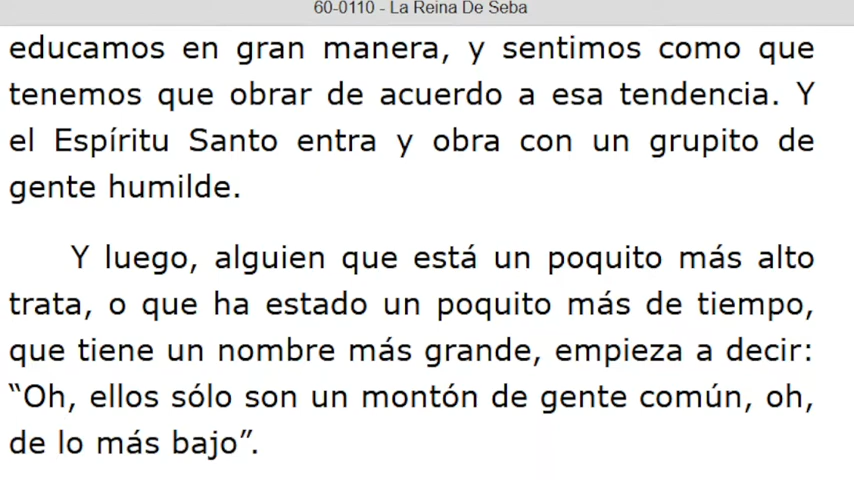 60-0110 - La Reina De Seba
educamos en gran manera, y sentimos como que
tenemos que obrar de acuerdo a esa tendencia. Y
el Espíritu Santo entra y obra con un grupito de
gente humilde.
Y luego, alguien que está un poquito más alto
trata, o que ha estado un poquito más de tiempo,
que tiene un nombre más grande, empieza a decir:
“Oh, ellos sólo son un montón de gente común, oh,
de lo más bajo”.